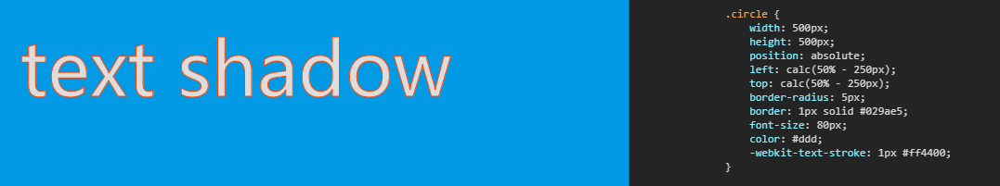 text shadow
.circle {
width: 500px;
height: 500px;
position: absolute;
left: calc(50% - 250px);
top: calc(50% - 250px);
border-radius: 5px;
border: 1px solid #029ae5;
font-size: 80px;
color: #ddd;
-webkit-text-stroke: 1px #ff4400;
}